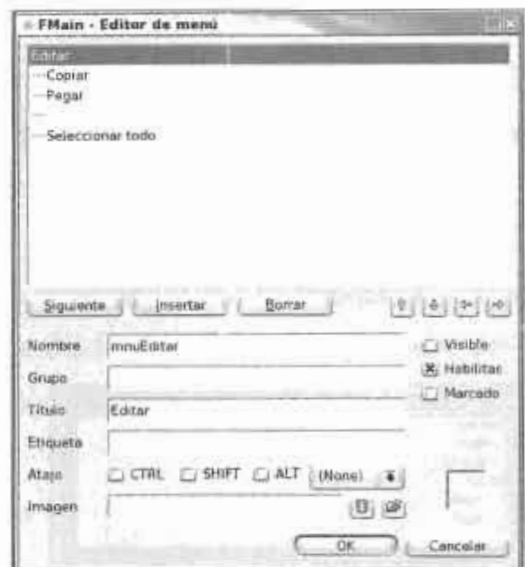 FMain - Editor de menú
Editar
Copiar
Pegar
Seleccionar todo
Siguiente Insertar Borrar
Nombre mnuEditar Visible
Grupo Habilitar
Título Editar Marcado
Etiqueta
Atajo CTRL SHIFT ALT (None)
Imagen
OK Cancelar